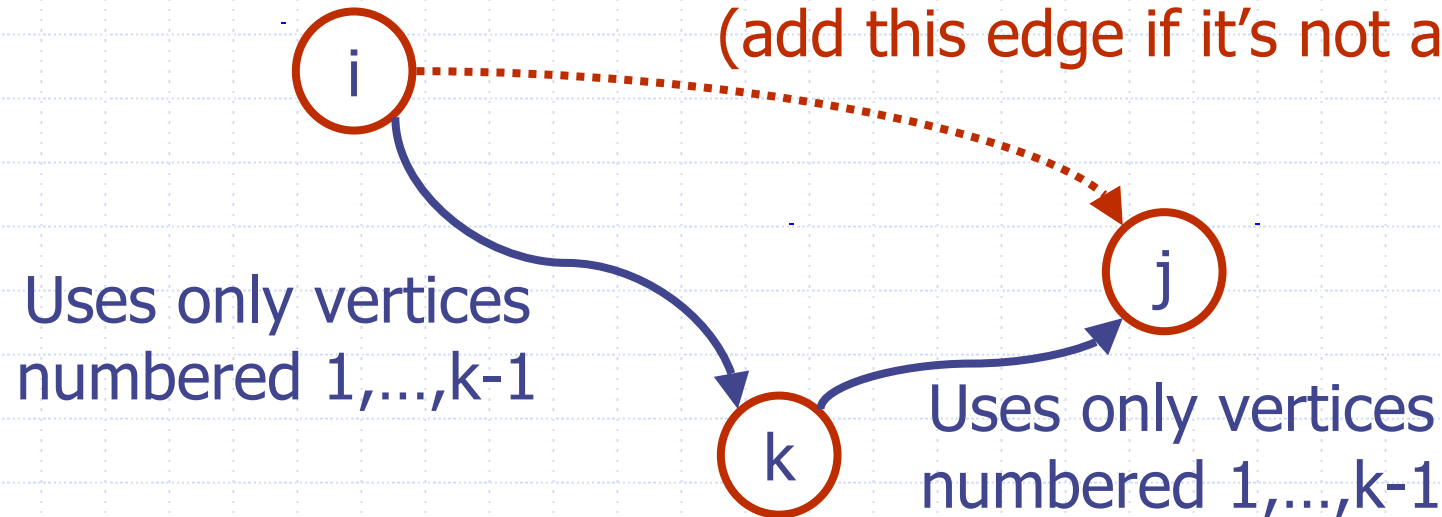 (add this edge if it’s not a
i
j
Uses only vertices
numbered 1,...,k-1
k
Uses only vertices
numbered 1,...,k-1